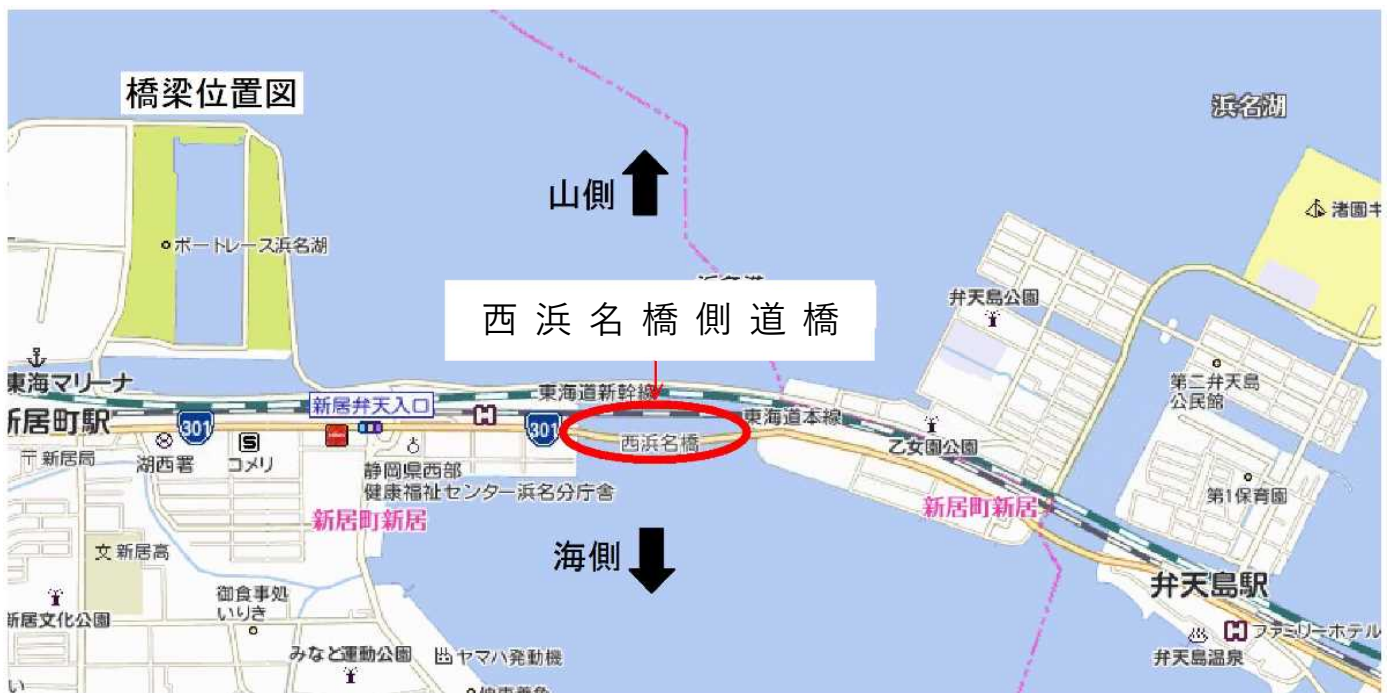 橋梁位置図
浜名湖
山側
渚園キ
ボートレース浜名湖
弁天島公園
西浜名橋側道橋
東海マリーナ
第二弁天島
公民館
新居町駅
新居弁天入口
東海道新幹線
301
301
東海道本線
西浜名橋
乙女園公園
新居局
湖西署
コメリ
静岡県西部
健康福祉センター浜名分庁舎
第1保育園
新居町新居
新居町新居
文 新居高
海側
御食事処
いりき
弁天島駅
新居文化公園
みなと運動公園
ヤマハ発動機
ファミリーホテル
弁天島温泉
い